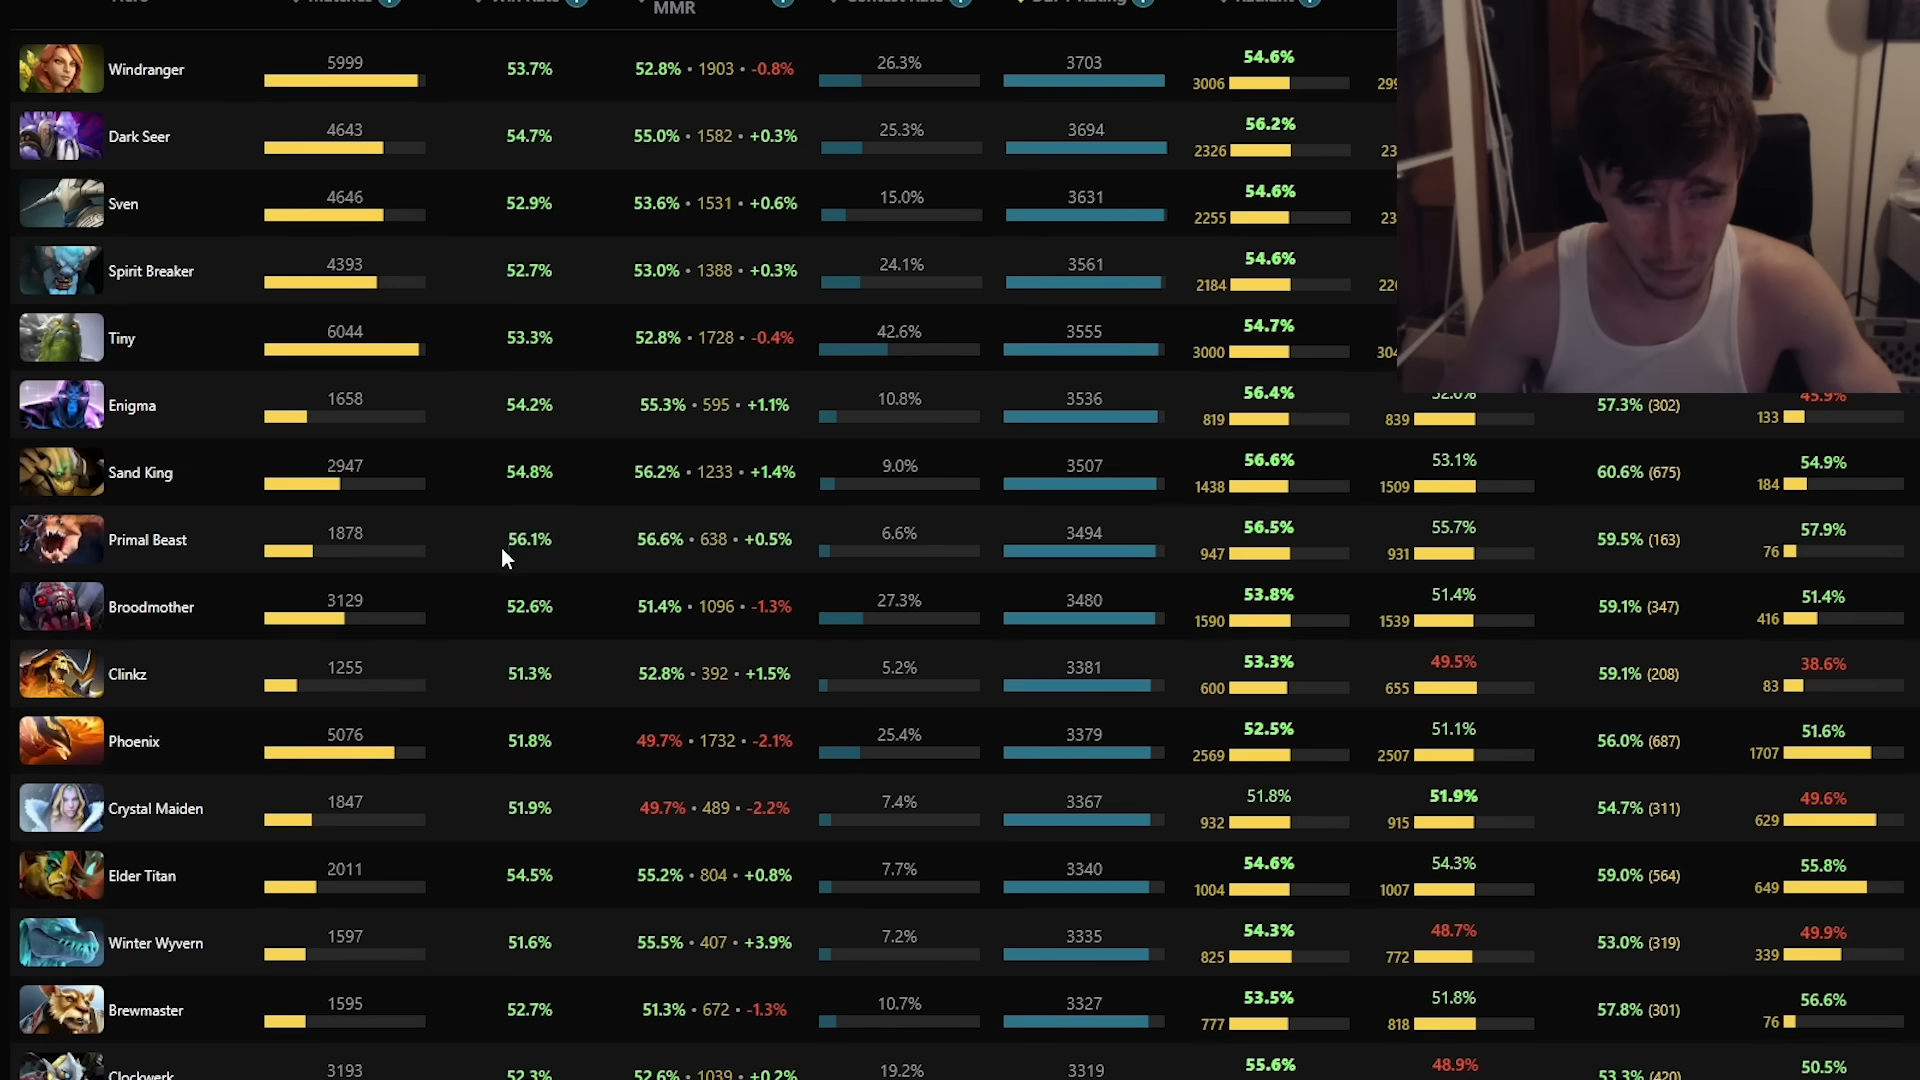 MMR
Windranger 5999 53.7% 52.8% • 1903 • -0.8% 26.3% 3703 54.6% 3006
Dark Seer 4643 54.7% 55.0% • 1582 • +0.3% 25.3% 3694 56.2% 2326
Sven 4646 52.9% 53.6% • 1531 • +0.6% 15.0% 3631 54.6% 2255
Spirit Breaker 4393 52.7% 53.0% • 1388 • +0.3% 24.1% 3561 54.6% 2184
Tiny 6044 53.3% 52.8% • 1728 • -0.4% 42.6% 3555 54.7% 3000
Enigma 1658 54.2% 55.3% • 595 • +1.1% 10.8% 3536 56.4% 819 839 57.3% (302) 45.9% 133
Sand King 2947 54.8% 56.2% • 1233 • +1.4% 9.0% 3507 56.6% 1438 53.1% 1509 60.6% (675) 54.9% 184
Primal Beast 1878 56.1% 56.6% • 638 • +0.5% 6.6% 3494 56.5% 947 55.7% 931 59.5% (163) 57.9% 76
Broodmother 3129 52.6% 51.4% • 1096 • -1.3% 27.3% 3480 53.8% 1590 51.4% 1539 59.1% (347) 51.4% 416
Clinkz 1255 51.3% 52.8% • 392 • +1.5% 5.2% 3381 53.3% 600 49.5% 655 59.1% (208) 38.6% 83
Phoenix 5076 51.8% 49.7% • 1732 • -2.1% 25.4% 3379 52.5% 2569 51.1% 2507 56.0% (687) 51.6% 1707
Crystal Maiden 1847 51.9% 49.7% • 489 • -2.2% 7.4% 3367 51.8% 932 51.9% 915 54.7% (311) 49.6% 629
Elder Titan 2011 54.5% 55.2% • 804 • +0.8% 7.7% 3340 54.6% 1004 54.3% 1007 59.0% (564) 55.8% 649
Winter Wyvern 1597 51.6% 55.5% • 407 • +3.9% 7.2% 3335 54.3% 825 48.7% 772 53.0% (319) 49.9% 339
Brewmaster 1595 52.7% 51.3% • 672 • -1.3% 10.7% 3327 53.5% 777 51.8% 818 57.8% (301) 56.6% 76
Clockwerk 3193 52.3% 52.6% • 1039 • +0.2% 19.2% 3319 55.6% 48.9% 53.3% (420) 50.5%